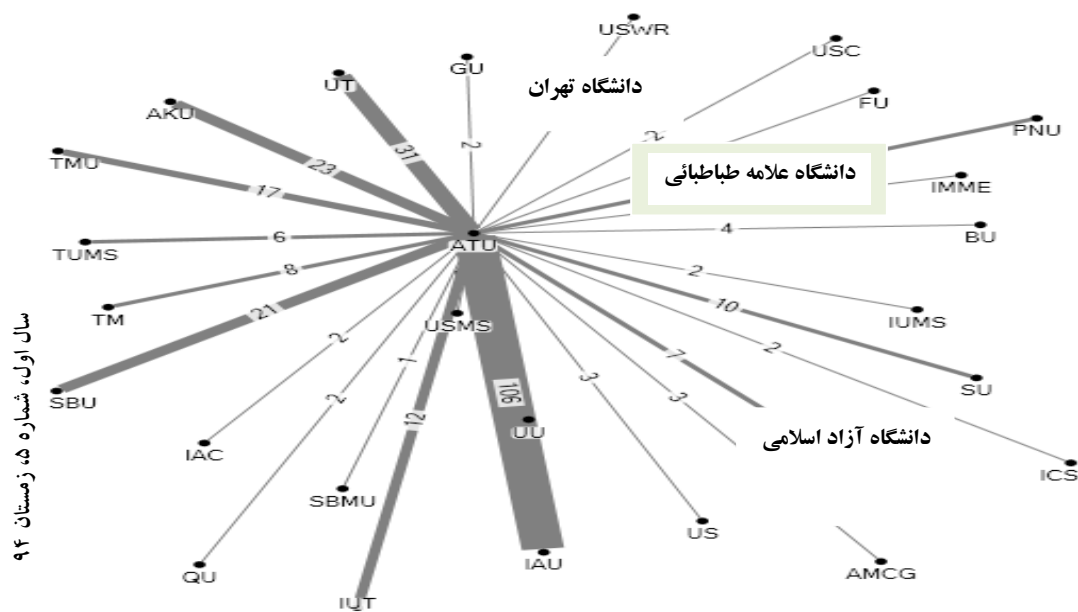 USWR
USC
GU
دانشگاه تهران
UT
FU
AKU
PNU
TMU
31
2
2
23
دانشگاه علامه طباطبائی
IMME
17
4
BU
6
ATU
TUMS
8
2
TM
21
USMS
10
IUMS
2
7
2
1
3
SU
SBU
2
12
106
3
UU
دانشگاه آزاد اسلامی
IAC
ICS
SBMU
US
QU
IAU
AMCG
IUT
سال اول، شماره ۵، زمستان ۹۴